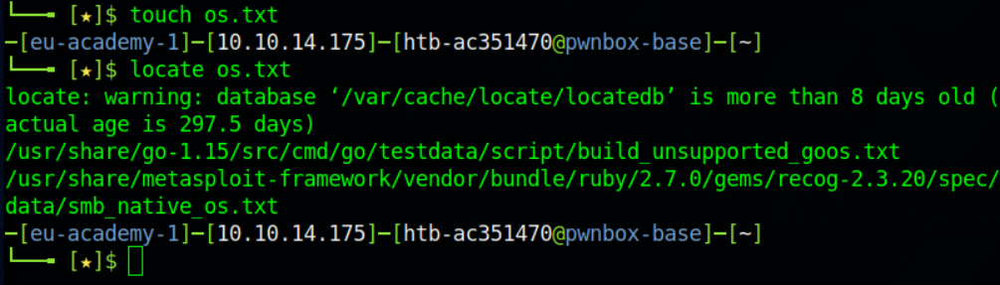 └──╼ [★]$ touch os.txt
─[eu-academy-1]─[10.10.14.175]─[htb-ac351470@pwnbox-base]─[~]
└──╼ [★]$ locate os.txt
locate: warning: database ‘/var/cache/locate/locatedb’ is more than 8 days old (
actual age is 297.5 days)
/usr/share/go-1.15/src/cmd/go/testdata/script/build_unsupported_goos.txt
/usr/share/metasploit-framework/vendor/bundle/ruby/2.7.0/gems/recog-2.3.20/spec/
data/smb_native_os.txt
─[eu-academy-1]─[10.10.14.175]─[htb-ac351470@pwnbox-base]─[~]
└──╼ [★]$